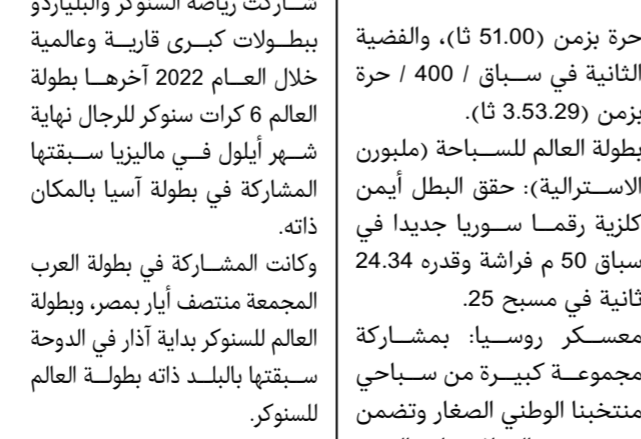 حرة بزمن (51.00 ثا)، والفضية
الثانية في سباق / 400 / حرة
بزمن (3.53.29 ثا).
بطولة العالم للسباحة (ملبورن
الاسترالية): حقق البطل أيمن
كلزية رقما سوريا جديدا في
سباق 50 م فراشة وقدره 24.34
ثانية في مسبح 25.
معسكر روسيا: بمشاركة
مجموعة كبيرة من سباحي
منتخبنا الوطني الصغار وتضمن
شاركت رياضة السنوكر والبلياردو
ببطولات كبرى قارية وعالمية
خلال العام 2022 آخرها بطولة
العالم 6 كرات سنوكر للرجال نهاية
شهر أيلول في ماليزيا سبقتها
المشاركة في بطولة آسيا بالمكان
ذاته.
وكانت المشاركة في بطولة العرب
المجمعة منتصف أيار بمصر، وبطولة
العالم للسنوكر بداية آذار في الدوحة
سبقتها بالبلد ذاته بطولة العالم
للسنوكر.